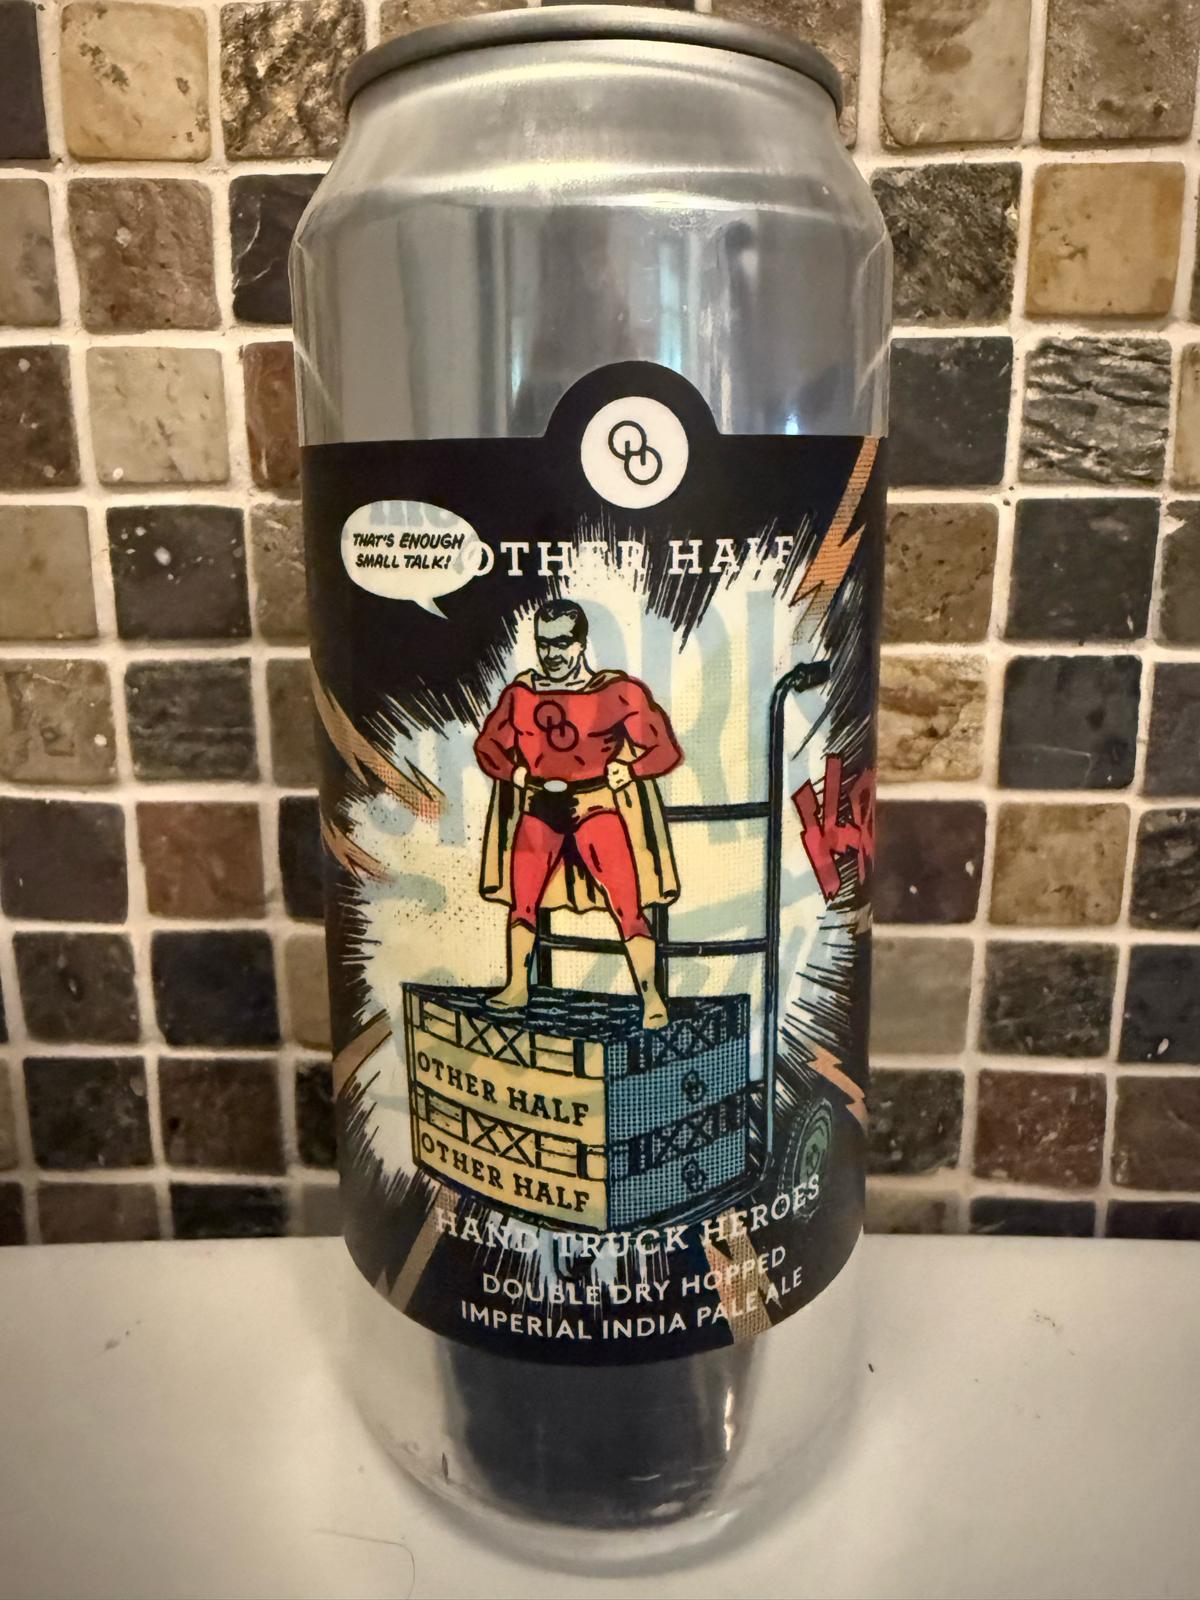 THAT'S ENOUGH
SMALL TALK!
OTHER HALF
OTHER HALF
OTHER HALF
HAND TRUCK HEROES
DOUBLE DRY HOPPED
IMPERIAL INDIA PALE ALE